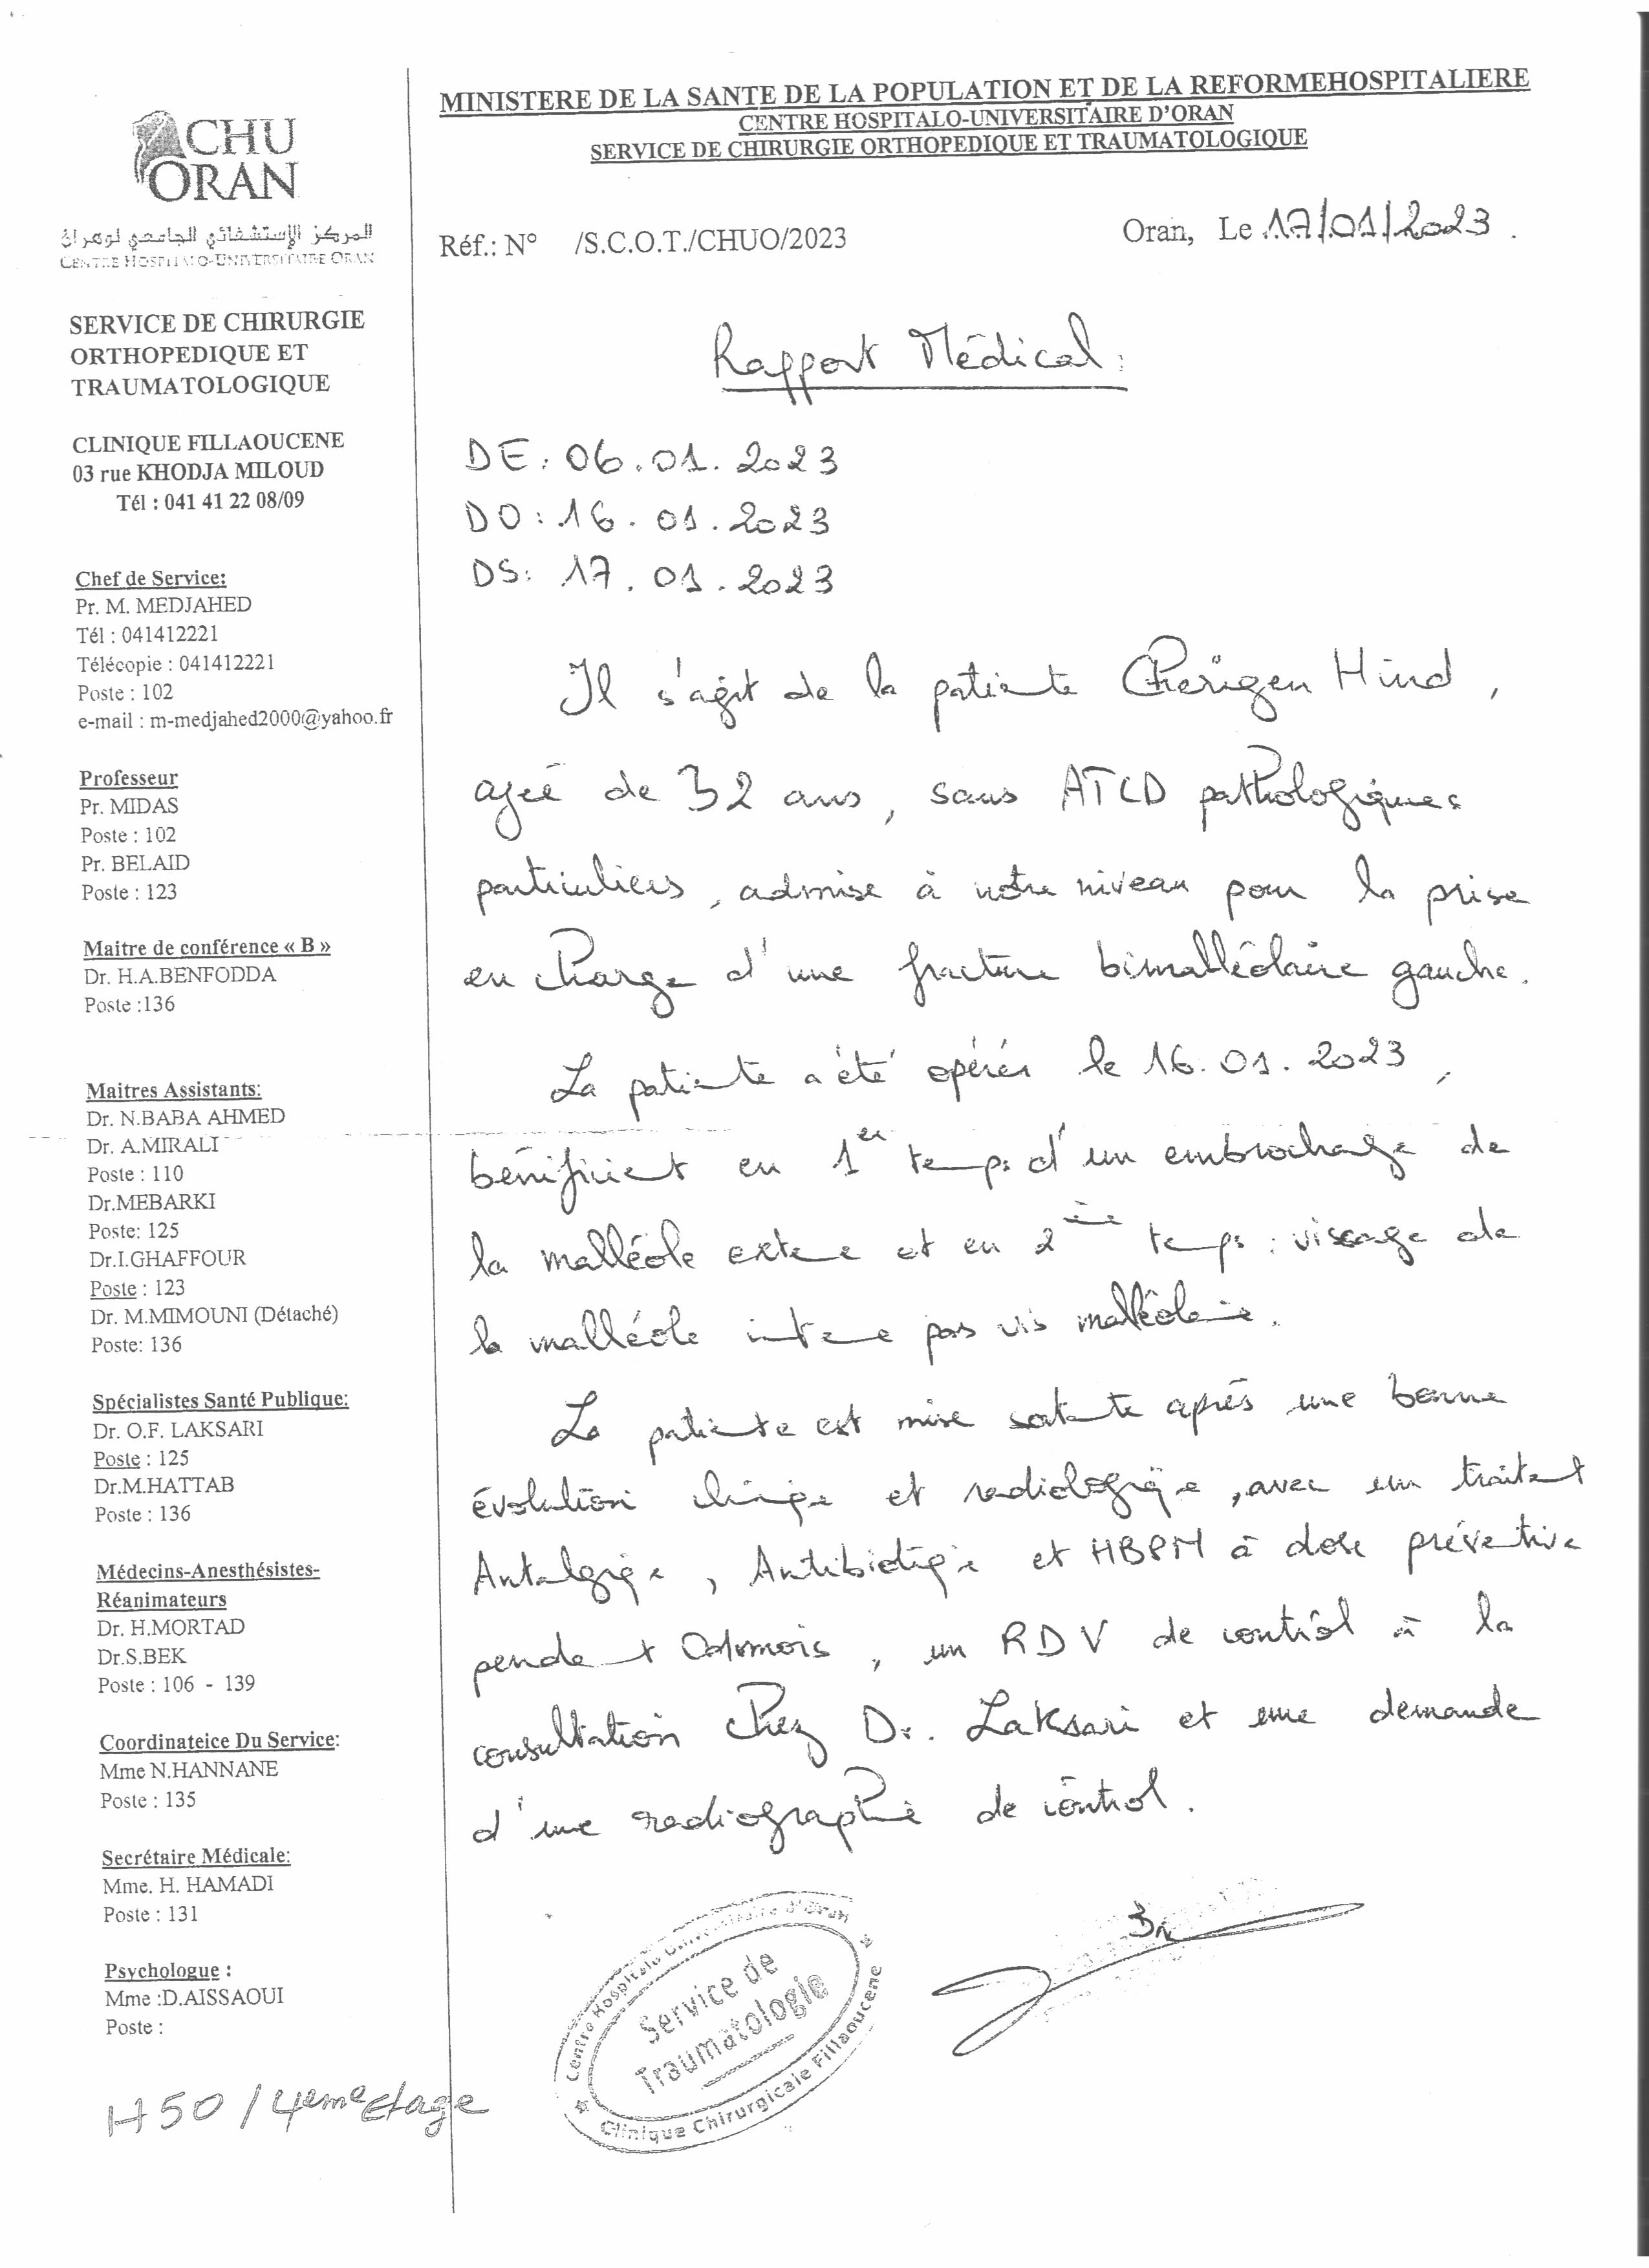 CHU
ORAN
المركز الإستشفائي الجامعي لوهران
CENTRE HOSPITALO-UNIVERSITAIRE ORAN
SERVICE DE CHIRURGIE
ORTHOPEDIQUE ET
TRAUMATOLOGIQUE
CLINIQUE FILLAOUCENE
03 rue KHODJA MILOUD
Tél : 041 41 22 08/09
Chef de Service:
Pr. M. MEDJAHED
Tél : 041412221
Télécopie : 041412221
Poste : 102
e-mail : m-medjahed2000@yahoo.fr
Professeur
Pr. MIDAS
Poste : 102
Pr. BELAID
Poste : 123
Maitre de conférence « B »
Dr. H.A.BENFODDA
Poste :136
Maitres Assistants:
Dr. N.BABA AHMED
Dr. A.MIRALI
Poste : 110
Dr.MEBARKI
Poste: 125
Dr.I.GHAFFOUR
Poste : 123
Dr. M.MIMOUNI (Détaché)
Poste: 136
Spécialistes Santé Publique:
Dr. O.F. LAKSARI
Poste : 125
Dr.M.HATTAB
Poste : 136
Médecins-Anesthésistes-
Réanimateurs
Dr. H.MORTAD
Dr.S.BEK
Poste : 106 - 139
Coordinateice Du Service:
Mme N.HANNANE
Poste : 135
Secrétaire Médicale:
Mme. H. HAMADI
Poste : 131
Psychologue :
Mme :D.AISSAOUI
Poste :
H50 / 4eme etage
MINISTERE DE LA SANTE DE LA POPULATION ET DE LA REFORMEHOSPITALIERE
CENTRE HOSPITALO-UNIVERSITAIRE D'ORAN
SERVICE DE CHIRURGIE ORTHOPEDIQUE ET TRAUMATOLOGIQUE
Réf.: N° /S.C.O.T./CHUO/2023
Oran, Le 17/01/2023.
Rapport Médical:
DE: 06.01.2023
DO: 16.01.2023
DS: 17.01.2023
Il s'agit de la patiente Cherigen Hind,
agée de 32 ans, sans ATCD pathologiques
particuliers, admise à notre niveau pour la prise
en charge d'une fracture bimalléolaire gauche.
La patiente a été opérée le 16.01.2023,
bénificient en 1er temps d'un embrochage de
la malléole externe et en 2ème temps : vissage de
la malléole interne par vis malléolaire.
La patiente est mise sortante après une bonne
évolution clinique et radiologique, avec un traitement
Antalgique, Antibiotique et HBPM à dose préventive
pendant mois, un RDV de contrôl à la
consultation chez Dr. Laksari et une demande
d'une radiographie de contrôl.
Centre Hospitalo Universitaire d'Oran
Service de
Traumatologie
Clinique Chirurgicale Fillaoucene